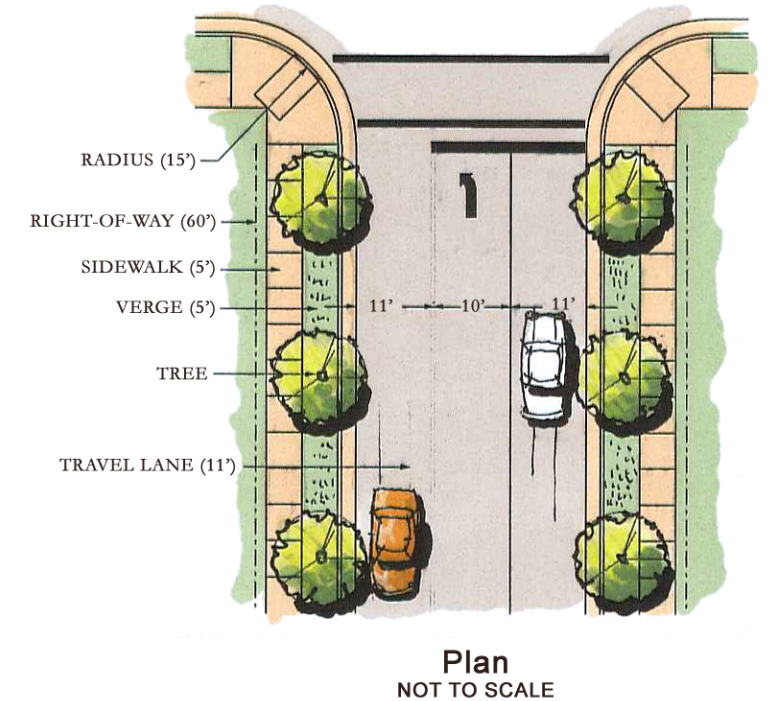 RADIUS (15')
RIGHT-OF-WAY (60')
SIDEWALK (5')
VERGE (5')
11' 10' 11'
TREE
TRAVEL LANE (11')
Plan
NOT TO SCALE